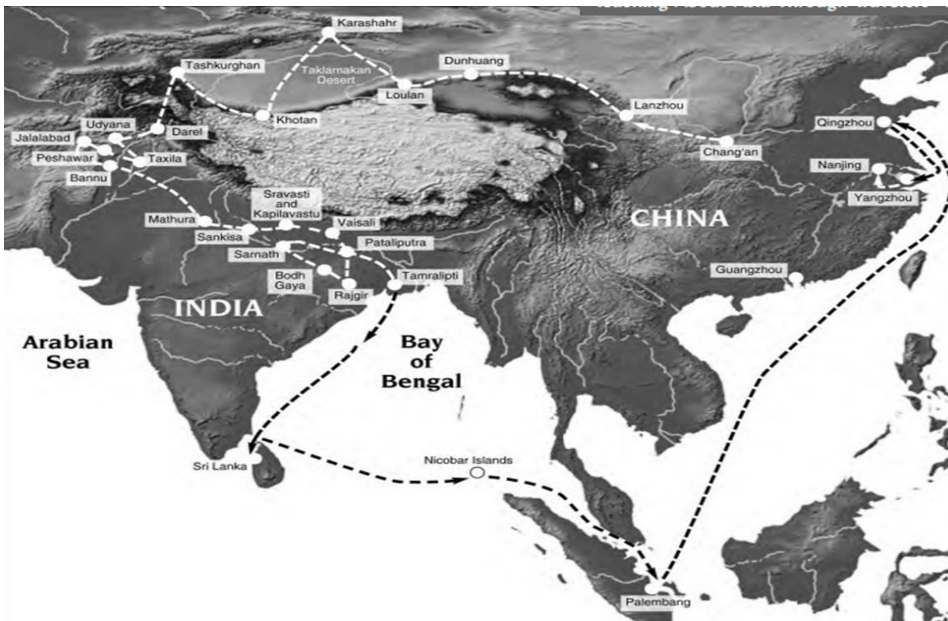 Karashahr
Tashkurghan
Taklamakan
Desert
Dunhuang
Loulan
Khotan
Lanzhou
Qingzhou
Chang'an
Udyana
Darel
Jalalabad
Peshawar
Taxila
Bannu
Nanjing
Yangzhou
Sravasti
and
Kapilavastu
Mathura
Vaisali
Sankisa
CHINA
Sarnath
Pataliputra
Bodh
Gaya
Rajgir
Tamralipti
Guangzhou
INDIA
Arabian
Sea
Bay
of
Bengal
Sri Lanka
Nicobar Islands
Palembang